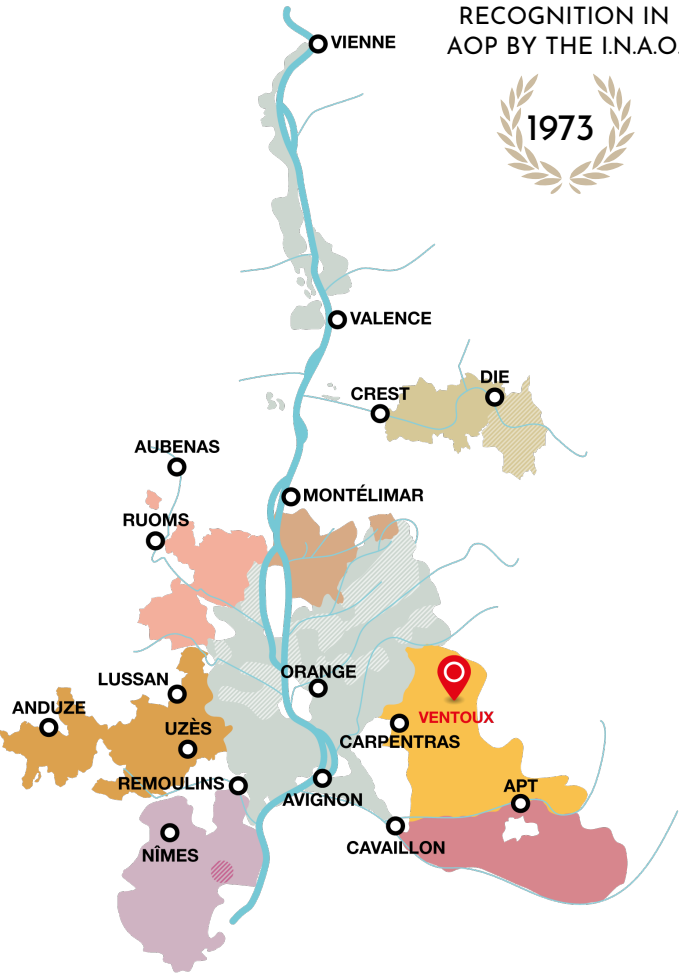 RECOGNITION IN
AOP BY THE I.N.A.O.
1973
VIENNE
VALENCE
DIE
CREST
AUBENAS
MONTÉLIMAR
RUOMS
ORANGE
LUSSAN
ANDUZE
VENTOUX
UZÈS
CARPENTRAS
REMOULINS
APT
AVIGNON
CAVAILLON
NÎMES